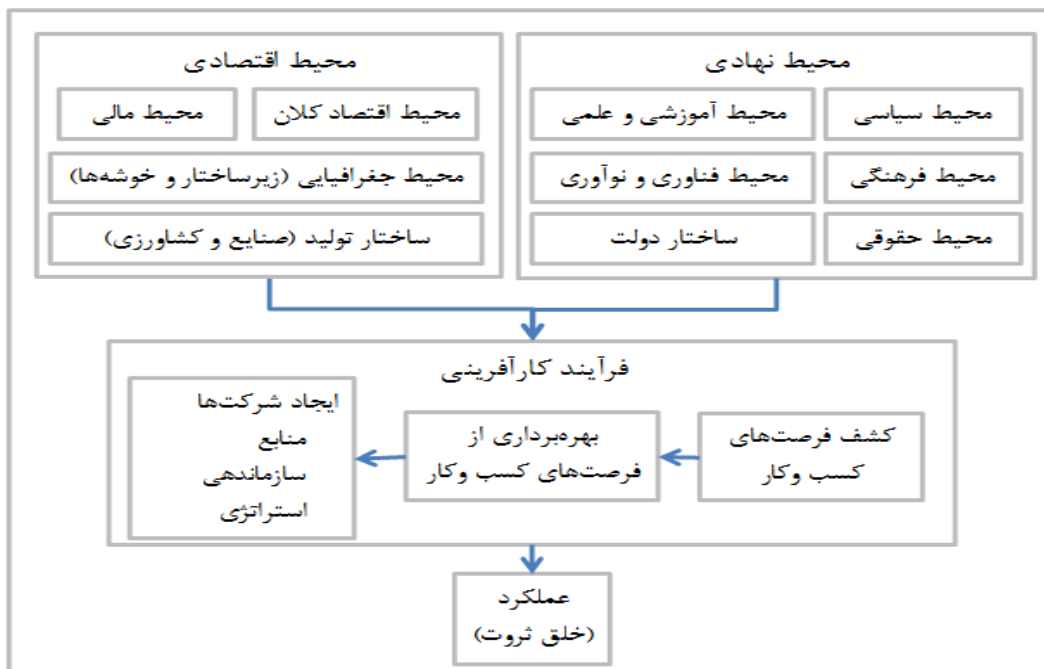 محیط نهادی
محیط سیاسی
محیط آموزشی و علمی
محیط فرهنگی
محیط فناوری و نوآوری
محیط حقوقی
ساختار دولت
محیط اقتصادی
محیط اقتصاد کلان
محیط مالی
محیط جغرافیایی (زیرساختار و خوشه‌ها)
ساختار تولید (صنایع و کشاورزی)
فرآیند کارآفرینی
کشف فرصت‌های
کسب وکار
بهره‌برداری از
فرصت‌های کسب وکار
ایجاد شرکت‌ها
منابع
سازماندهی
استراتژی
عملکرد
(خلق ثروت)